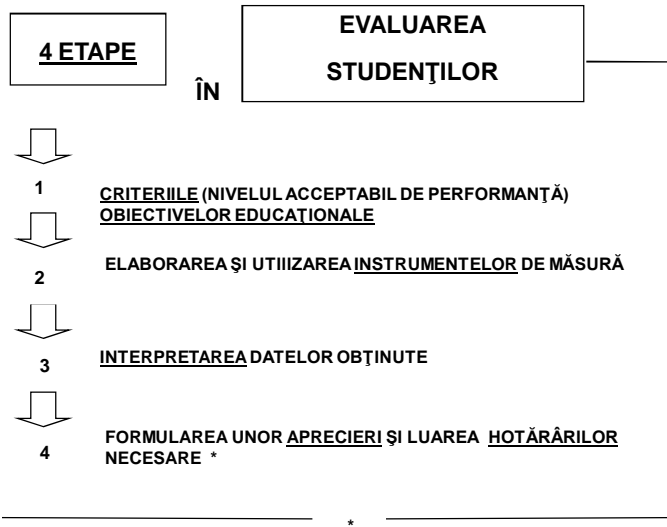 4 ETAPE
ÎN
EVALUAREA
STUDENŢILOR
1
CRITERIILE (NIVELUL ACCEPTABIL DE PERFORMANŢĂ)
OBIECTIVELOR EDUCAŢIONALE
2
ELABORAREA ŞI UTIIIZAREA INSTRUMENTELOR DE MĂSURĂ
3
INTERPRETAREA DATELOR OBŢINUTE
4
FORMULAREA UNOR APRECIERI ŞI LUAREA HOTĂRÂRILOR
NECESARE *
*